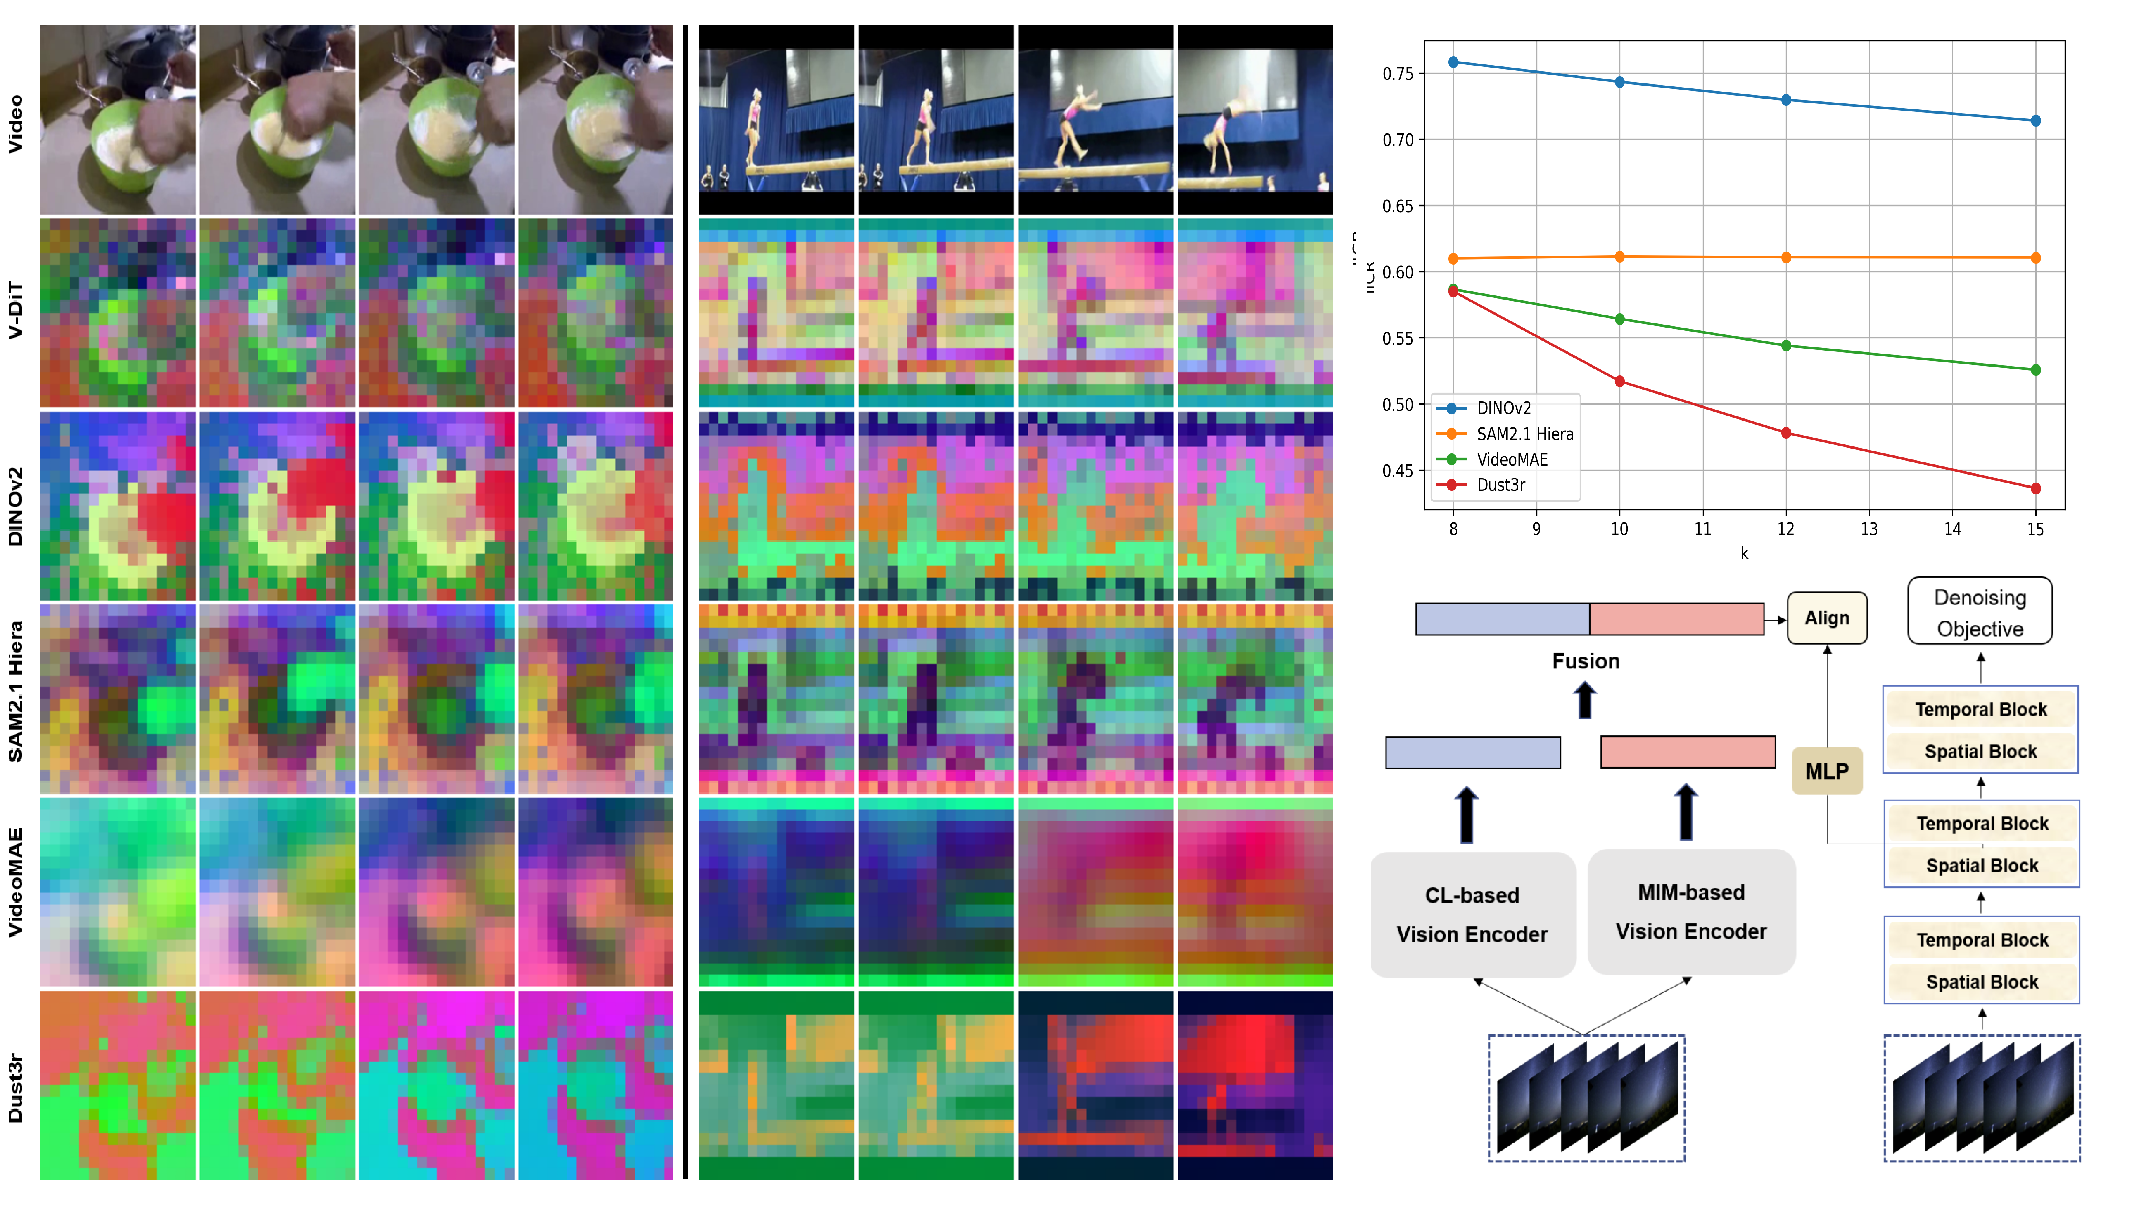 Video
V-DiT
DINOv2
SAM2.1 Hiera
VideoMAE
Dust3r
0.75
0.70
0.65
0.60
0.55
0.50
0.45
DINOv2
SAM2.1 Hiera
VideoMAE
Dust3r
8 9 10 11 12 13 14 15
k
Align
Fusion
Denoising
Objective
MLP
Temporal Block
Spatial Block
Temporal Block
Spatial Block
Temporal Block
Spatial Block
CL-based
Vision Encoder
MIM-based
Vision Encoder